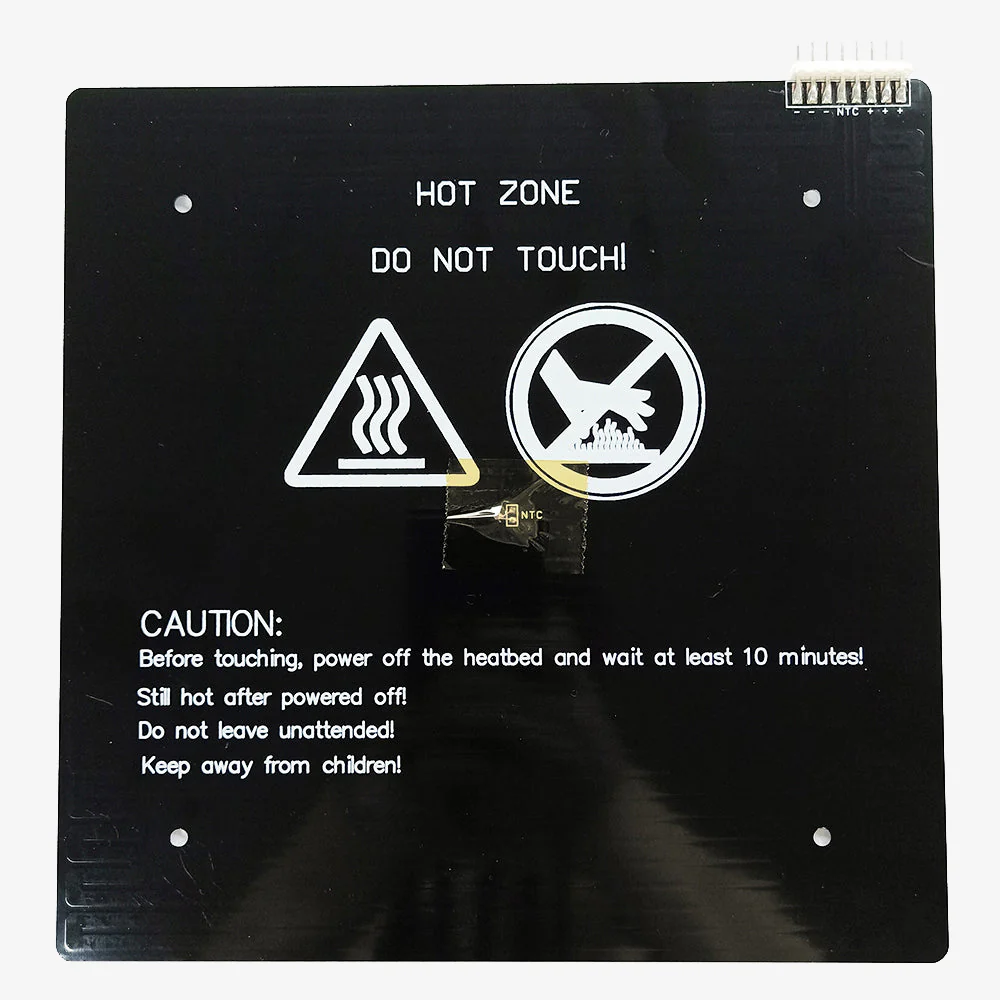 - - - NTC + + +
HOT ZONE
DO NOT TOUCH!
NTC
CAUTION:
Before touching, power off the heatbed and wait at least 10 minutes!
Still hot after powered off!
Do not leave unattended!
Keep away from children!